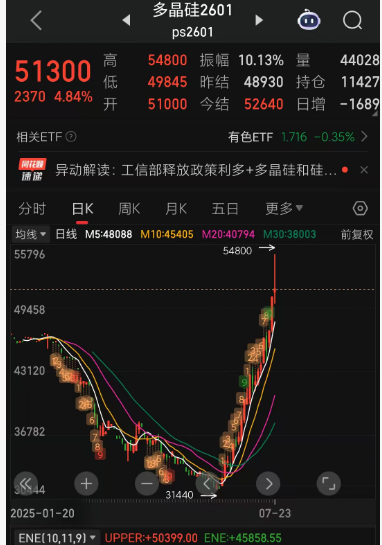 多晶硅2601
ps2601
51300
2370 4.84%
高 54800 振幅 10.13% 量 44028
低 49845 昨结 48930 持仓 11427
开 51000 今结 52640 日增 -1689
相关ETF 有色ETF 1.716 -0.35%
同花顺
速递
异动解读：工信部释放政策利多+多晶硅和硅...
分时 日K 周K 月K 五日 更多
均线 日线 M5:48088 M10:45405 M20:40794 M30:38003 前复权
55796
54800
49458
43120
36782
31440
2025-01-20
07-23
ENE(10,11,9) UPPER:+50399.00 ENE:+45858.55